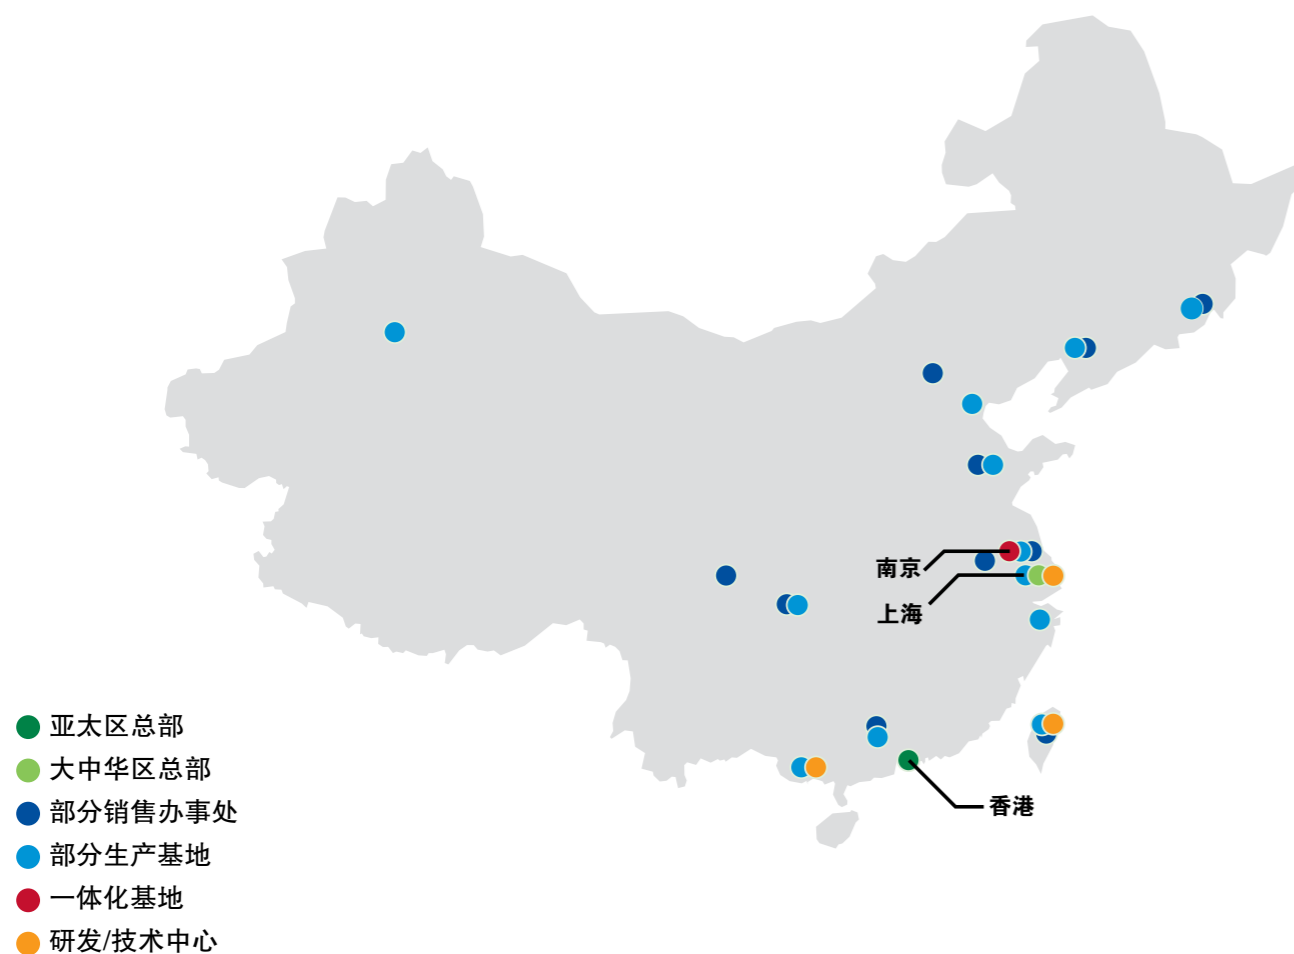 南京
上海
亚太区总部
大中华区总部
香港
部分销售办事处
部分生产基地
一体化基地
研发/技术中心